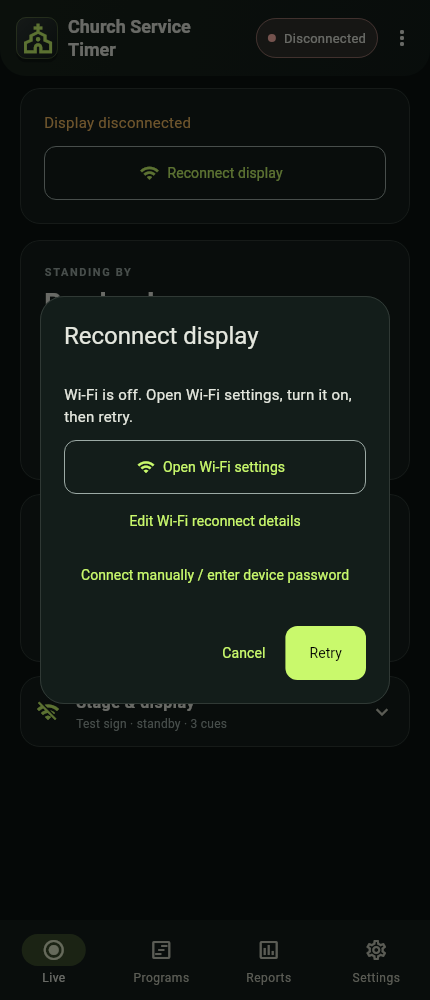 Church Service
Timer
Disconnected
Display disconnected
Reconnect display
STANDING BY
Reconnect display
Wi-Fi is off. Open Wi-Fi settings, turn it on,
then retry.
Open Wi-Fi settings
Edit Wi-Fi reconnect details
Connect manually / enter device password
Cancel
Retry
Stage & display
Test sign · standby · 3 cues
Live
Programs
Reports
Settings